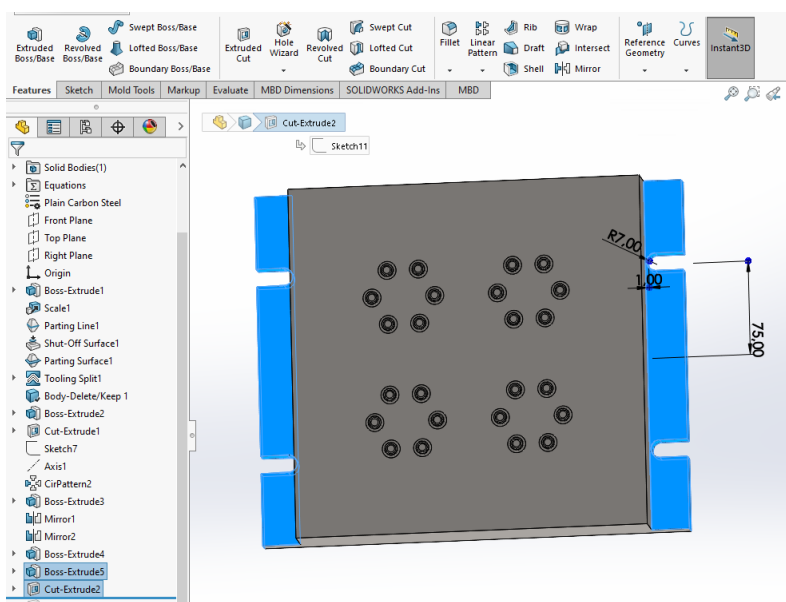 Extruded Boss/Base
Revolved Boss/Base
Swept Boss/Base
Lofted Boss/Base
Boundary Boss/Base
Extruded Cut
Hole Wizard
Revolved Cut
Swept Cut
Lofted Cut
Boundary Cut
Fillet
Linear Pattern
Rib
Draft
Shell
Wrap
Intersect
Mirror
Reference Geometry
Curves
Instant3D
Features
Sketch
Mold Tools
Markup
Evaluate
MBD Dimensions
SOLIDWORKS Add-Ins
MBD
Cut-Extrude2
Sketch11
Solid Bodies(1)
Equations
Plain Carbon Steel
Front Plane
Top Plane
Right Plane
Origin
Boss-Extrude1
Scale1
Parting Line1
Shut-Off Surface1
Parting Surface1
Tooling Split1
Body-Delete/Keep 1
Boss-Extrude2
Cut-Extrude1
Sketch7
Axis1
CirPattern2
Boss-Extrude3
Mirror1
Mirror2
Boss-Extrude4
Boss-Extrude5
Cut-Extrude2
R7,00
1,00
75,00